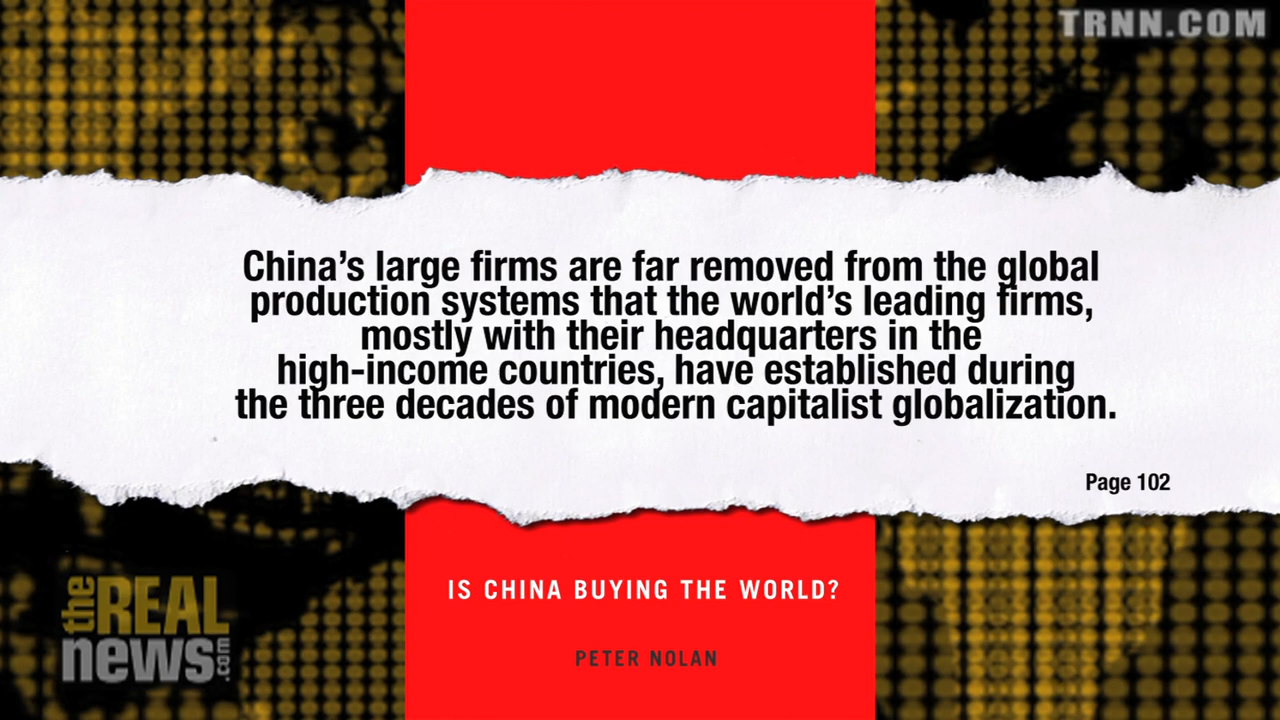 TRNN.COM
China's large firms are far removed from the global
production systems that the world's leading firms,
mostly with their headquarters in the
high-income countries, have established during
the three decades of modern capitalist globalization.
Page 102
IS CHINA BUYING THE WORLD?
PETER NOLAN
the REAL
news.com